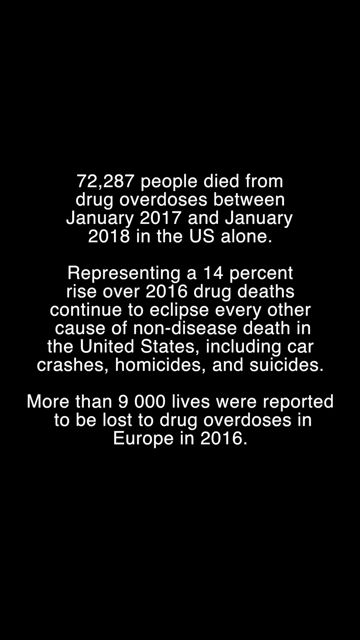 72,287 people died from
drug overdoses between
January 2017 and January
2018 in the US alone.
Representing a 14 percent
rise over 2016 drug deaths
continue to eclipse every other
cause of non-disease death in
the United States, including car
crashes, homicides, and suicides.
More than 9 000 lives were reported
to be lost to drug overdoses in
Europe in 2016.